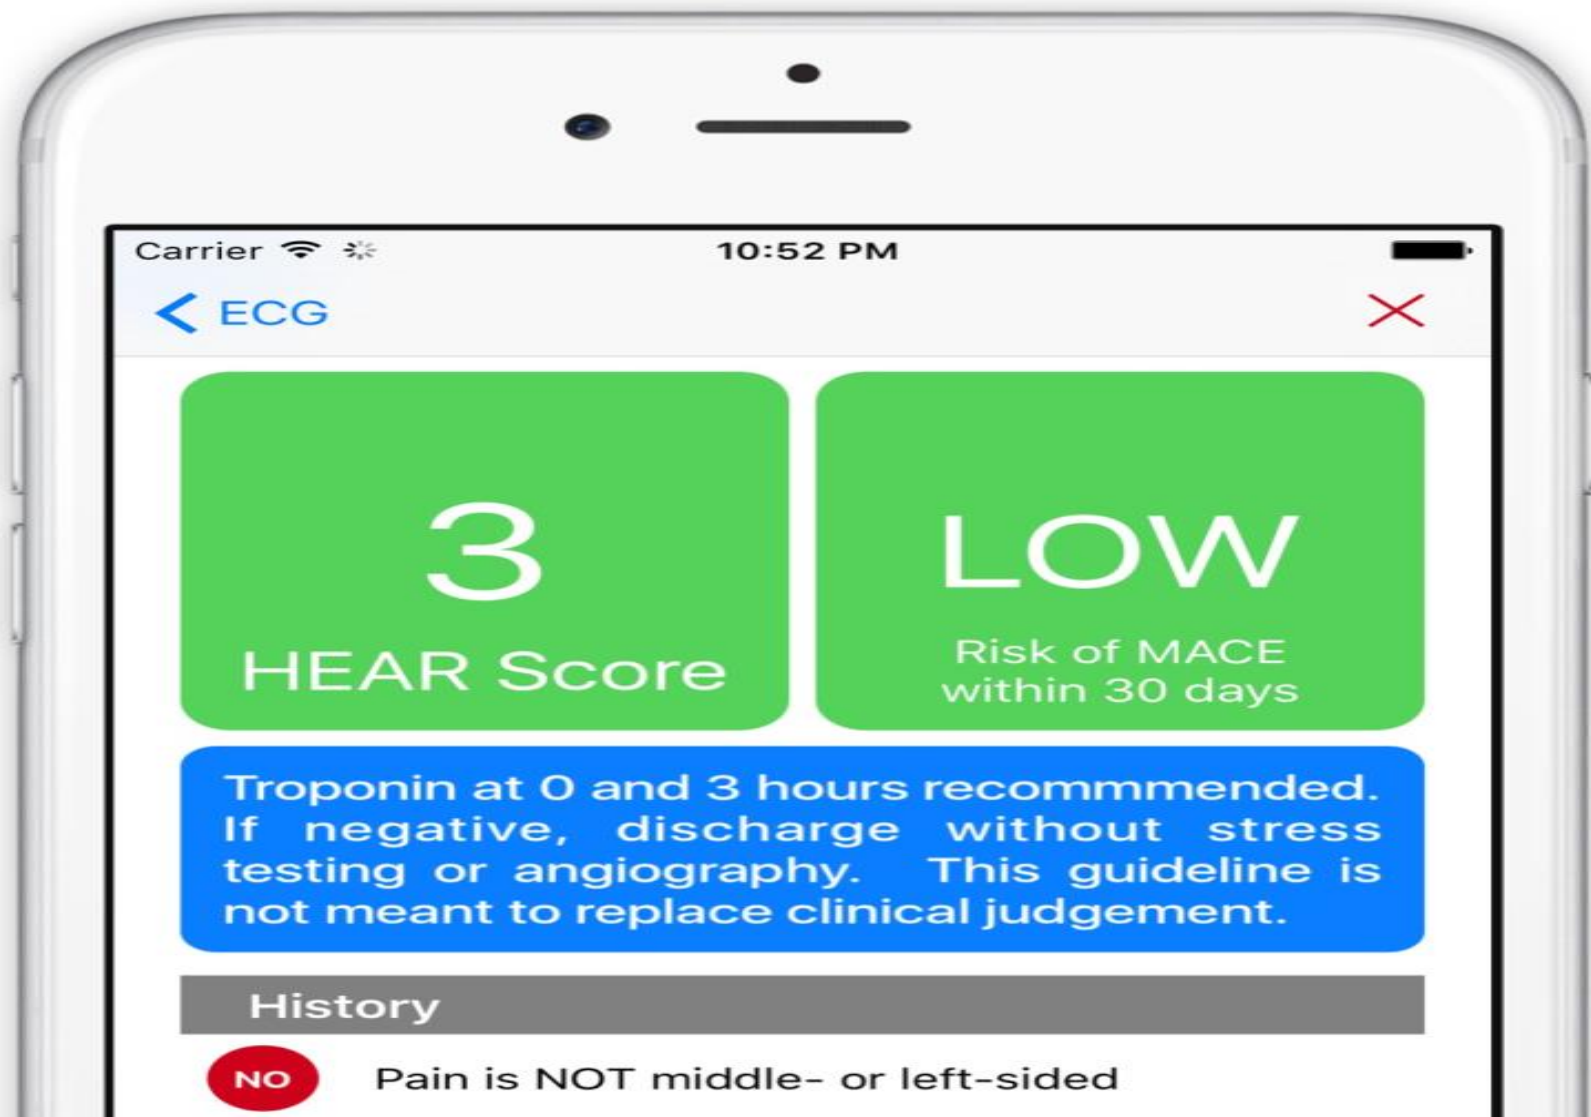 Carrier
10:52 PM
ECG
3
HEAR Score
LOW
Risk of MACE
within 30 days
Troponin at 0 and 3 hours recommmended.
If negative, discharge without stress
testing or angiography. This guideline is
not meant to replace clinical judgement.
History
NO Pain is NOT middle- or left-sided